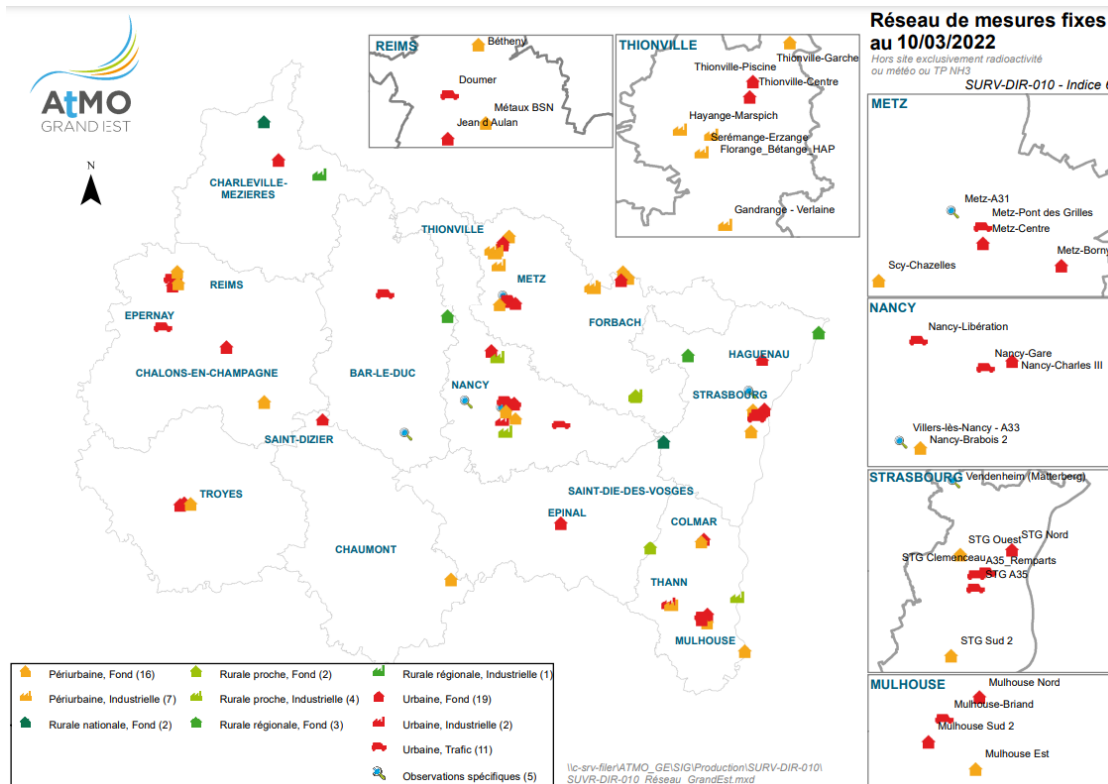 Réseau de mesures fixes
au 10/03/2022
Hors site exclusivement radioactivité
ou météo ou TP NH3
SURV-DIR-010 - Indice
AtMO
GRAND EST
N
REIMS
Bétheny
Doumer
Métaux BSN
Jean d Aulan
THIONVILLE
Thionville-Garche
Thionville-Piscine
Thionville-Centre
Hayange-Marspich
Serémange-Erzange
Florange_Bétange_HAP
Gandrange - Verlaine
METZ
Metz-A31
Metz-Pont des Grilles
Metz-Centre
Metz-Borny
Scy-Chazelles
NANCY
Nancy-Libération
Nancy-Gare
Nancy-Charles III
Villers-lès-Nancy - A33
Nancy-Brabois 2
STRASBOURG
Vendenheim (Matterberg)
STG Nord
STG Ouest
STG Clemenceau
A35_Remparts
STG A35
STG Sud 2
MULHOUSE
Mulhouse Nord
Mulhouse-Briand
Mulhouse Sud 2
Mulhouse Est
CHARLEVILLE-
MEZIERES
THIONVILLE
REIMS
METZ
EPERNAY
FORBACH
HAGUENAU
CHALONS-EN-CHAMPAGNE
BAR-LE-DUC
NANCY
STRASBOURG
SAINT-DIZIER
TROYES
SAINT-DIE-DES-VOSGES
EPINAL
COLMAR
CHAUMONT
THANN
MULHOUSE
Périurbaine, Fond (16)
Périurbaine, Industrielle (7)
Rurale nationale, Fond (2)
Rurale proche, Fond (2)
Rurale proche, Industrielle (4)
Rurale régionale, Fond (3)
Rurale régionale, Industrielle (1)
Urbaine, Fond (19)
Urbaine, Industrielle (2)
Urbaine, Trafic (11)
Observations spécifiques (5)
\\c-srv-filer\ATMO_GE\SIG\Production\SURV-DIR-010\
SUVR-DIR-010_Réseau_GrandEst.mxd